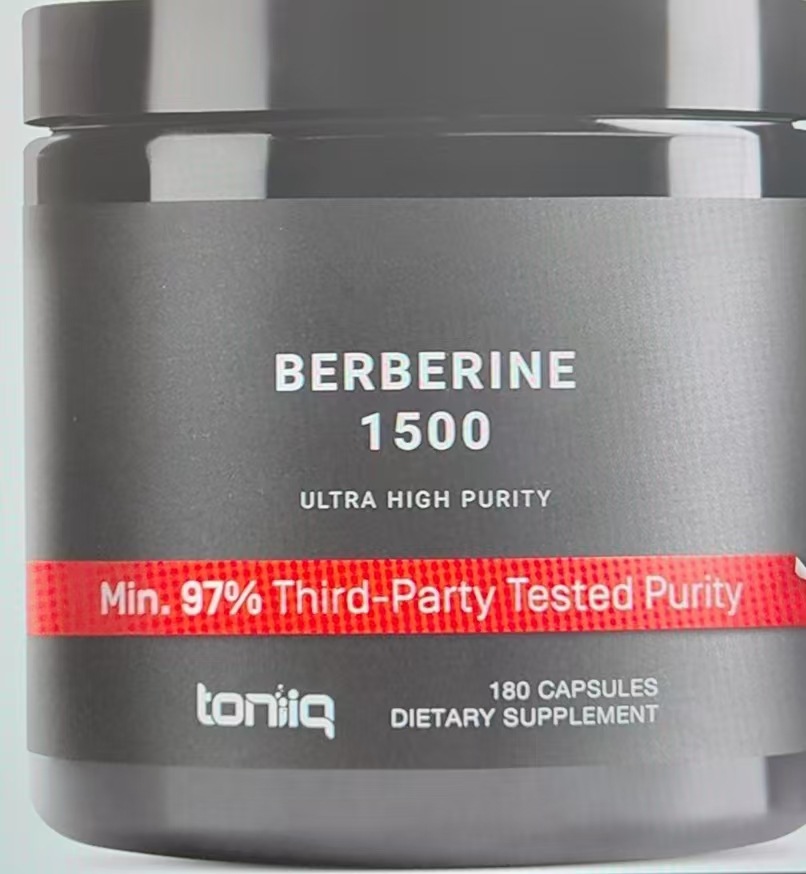 BERBERINE
1500
ULTRA HIGH PURITY
Min. 97% Third-Party Tested Purity
toniiq
180 CAPSULES
DIETARY SUPPLEMENT